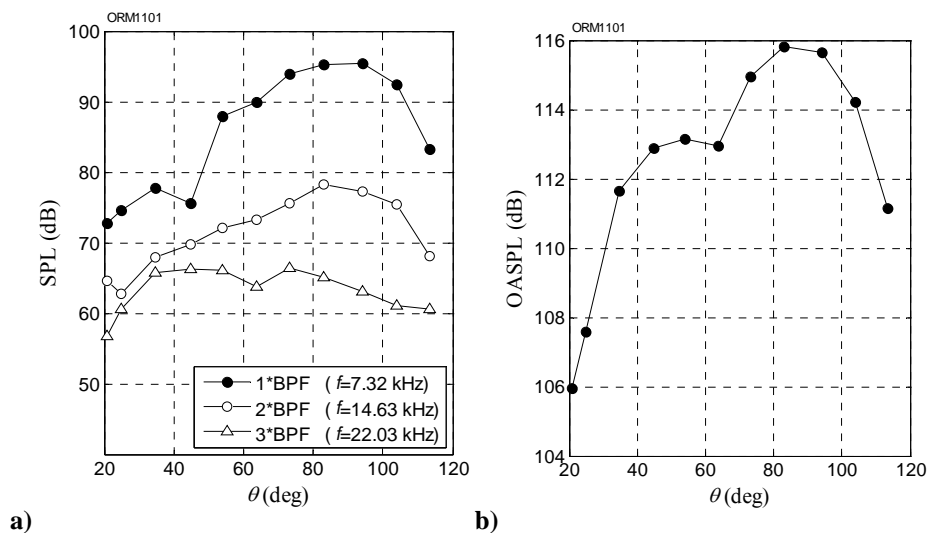 ORM1101
100
90
80
70
60
50
SPL (dB)
1*BPF ( f=7.32 kHz)
2*BPF ( f=14.63 kHz)
3*BPF ( f=22.03 kHz)
20 40 60 80 100 120
θ (deg)
a)
ORM1101
116
114
112
110
108
106
104
OASPL (dB)
20 40 60 80 100 120
θ (deg)
b)